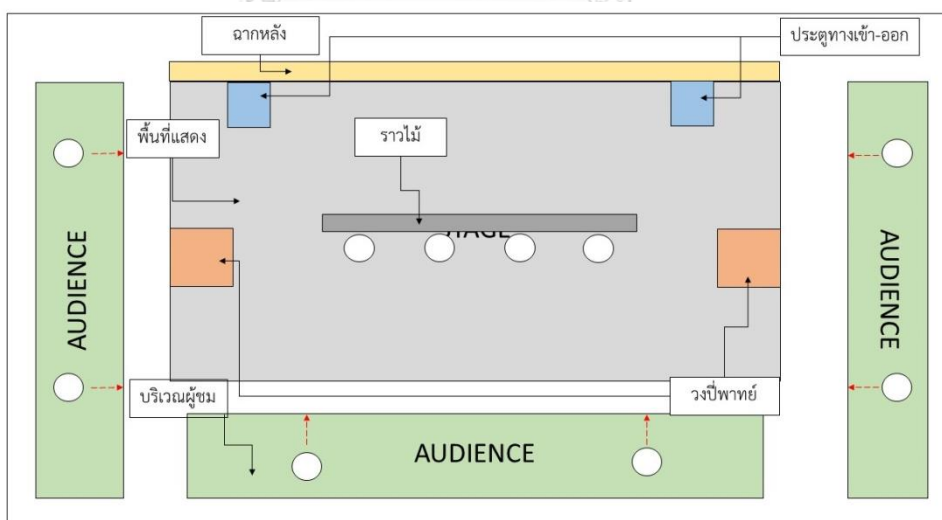 ฉากหลัง
ประตูทางเข้า-ออก
พื้นที่แสดง
ราวไม้
AUDIENCE
AUDIENCE
บริเวณผู้ชม
วงปี่พาทย์
AUDIENCE